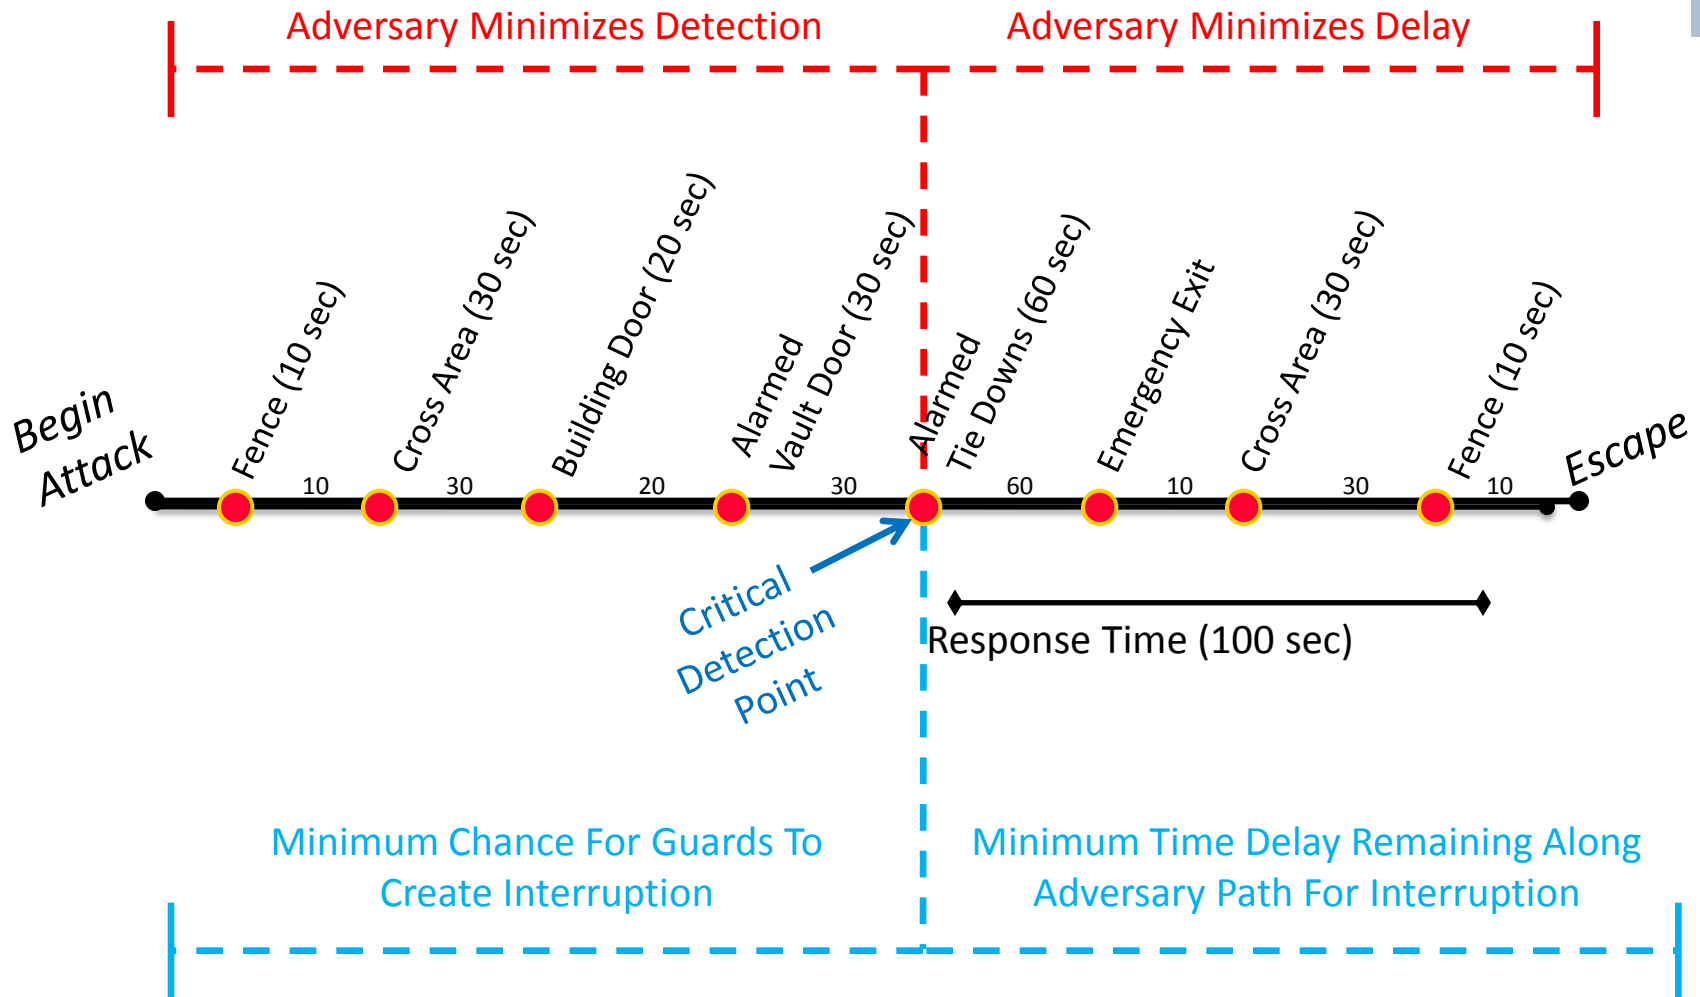 Adversary Minimizes Detection
Adversary Minimizes Delay
Begin
Attack
Fence (10 sec)
Cross Area (30 sec)
Building Door (20 sec)
Alarmed
Vault Door (30 sec)
Alarmed
Tie Downs (60 sec)
Emergency Exit
Cross Area (30 sec)
Fence (10 sec)
Escape
10
30
20
30
60
10
30
10
Critical
Detection
Point
Response Time (100 sec)
Minimum Chance For Guards To
Create Interruption
Minimum Time Delay Remaining Along
Adversary Path For Interruption